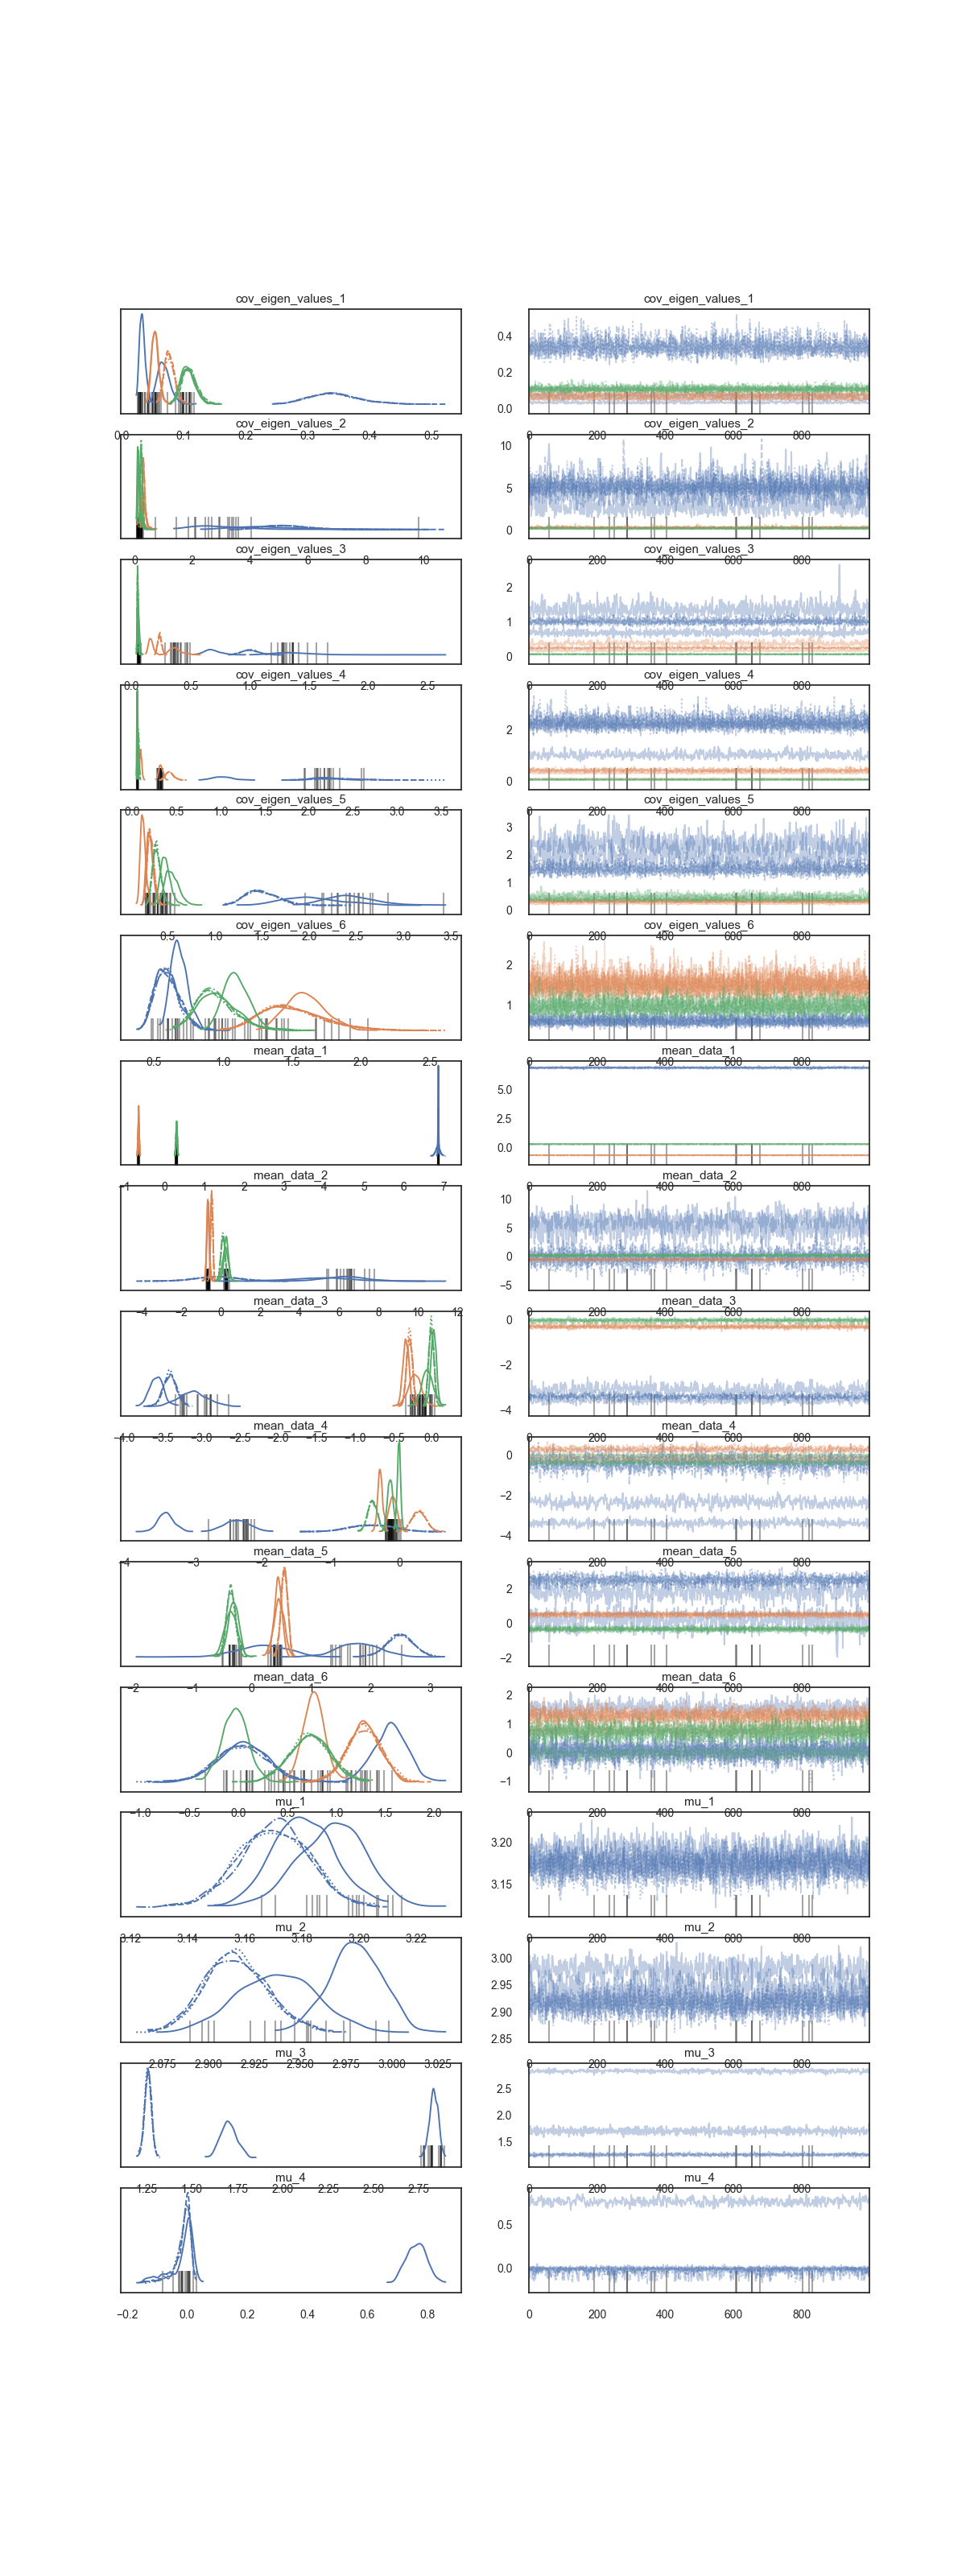 cov_eigen_values_1 cov_eigen_values_1
0.4
0.2
0.0
cov_eigen_values_2 cov_eigen_values_2
0.0 0.1 0.2 0.3 0.4 0.5 0 200 400 600 800
10
5
0
cov_eigen_values_3 cov_eigen_values_3
0 2 4 6 8 10 0 200 400 600 800
2
1
0
cov_eigen_values_4 cov_eigen_values_4
0.0 0.5 1.0 1.5 2.0 2.5 0 200 400 600 800
2
0
cov_eigen_values_5 cov_eigen_values_5
0.0 0.5 1.0 1.5 2.0 2.5 3.0 3.5 0 200 400 600 800
3
2
1
0
cov_eigen_values_6 cov_eigen_values_6
0.5 1.0 1.5 2.0 2.5 3.0 3.5 0 200 400 600 800
2
1
mean_data_1 mean_data_1
0.5 1.0 1.5 2.0 2.5 0 200 400 600 800
5.0
2.5
0.0
mean_data_2 mean_data_2
−1 0 1 2 3 4 5 6 7 0 200 400 600 800
10
5
0
−5
mean_data_3 mean_data_3
−4 −2 0 2 4 6 8 10 12 0 200 400 600 800
0
−2
−4
mean_data_4 mean_data_4
−4.0 −3.5 −3.0 −2.5 −2.0 −1.5 −1.0 −0.5 0.0 0 200 400 600 800
0
−2
−4
mean_data_5 mean_data_5
−4 −3 −2 −1 0 0 200 400 600 800
2
0
−2
mean_data_6 mean_data_6
−2 −1 0 1 2 3 0 200 400 600 800
2
1
0
−1
mu_1 mu_1
−1.0 −0.5 0.0 0.5 1.0 1.5 2.0 0 200 400 600 800
3.20
3.15
mu_2 mu_2
3.12 3.14 3.16 3.18 3.20 3.22 0 200 400 600 800
3.00
2.95
2.90
2.85
mu_3 mu_3
2.875 2.900 2.925 2.950 2.975 3.000 3.025 0 200 400 600 800
2.5
2.0
1.5
mu_4 mu_4
1.25 1.50 1.75 2.00 2.25 2.50 2.75 0 200 400 600 800
0.5
0.0
−0.2 0.0 0.2 0.4 0.6 0.8 0 200 400 600 800